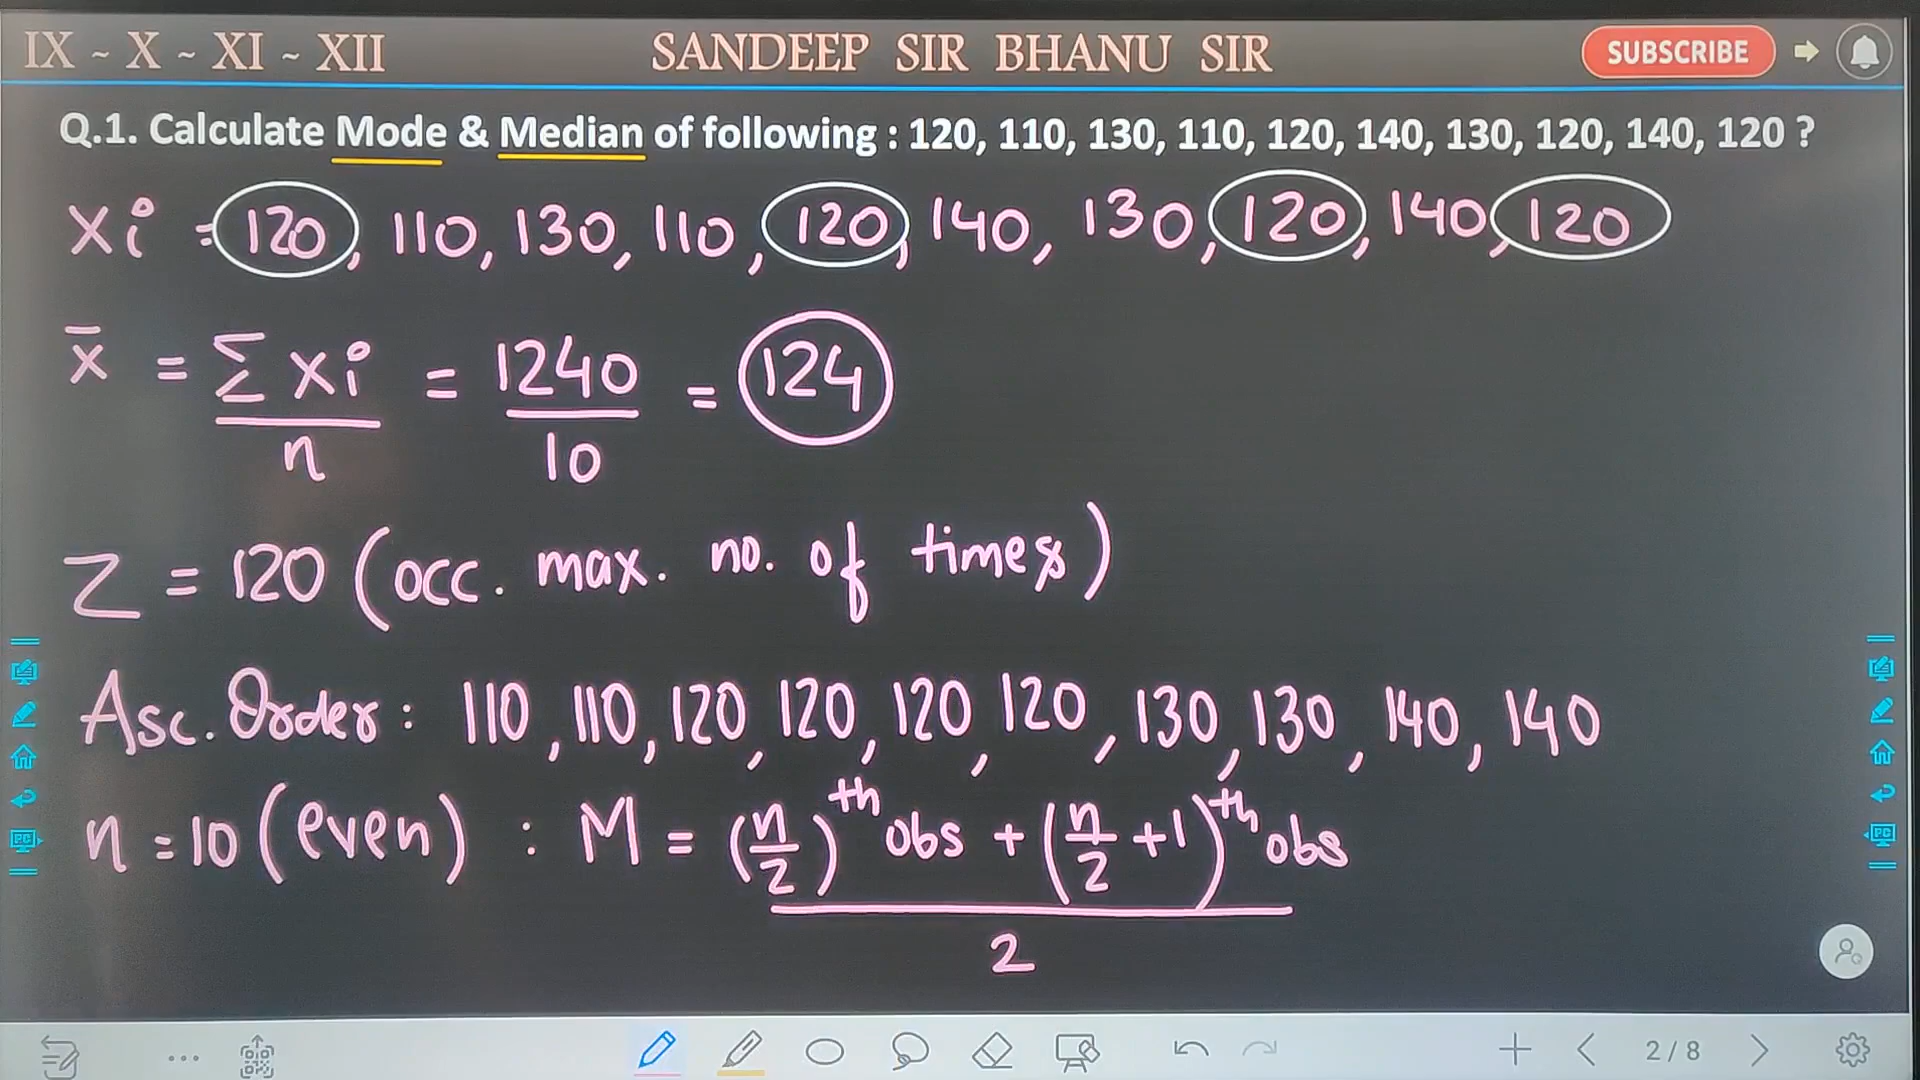 IX ~ X ~ XI ~ XII SANDEEP SIR BHANU SIR SUBSCRIBE
Q.1. Calculate Mode & Median of following : 120, 110, 130, 110, 120, 140, 130, 120, 140, 120 ?
xi = 120, 110, 130, 110, 120, 140, 130, 120, 140, 120
x̄ = Σxi / n = 1240 / 10 = 124
Z = 120 (occ. max. no. of times)
Asc. Order : 110, 110, 120, 120, 120, 120, 130, 130, 140, 140
n = 10 (even) : M = (n/2)th obs + (n/2 + 1)th obs
2
2 / 8